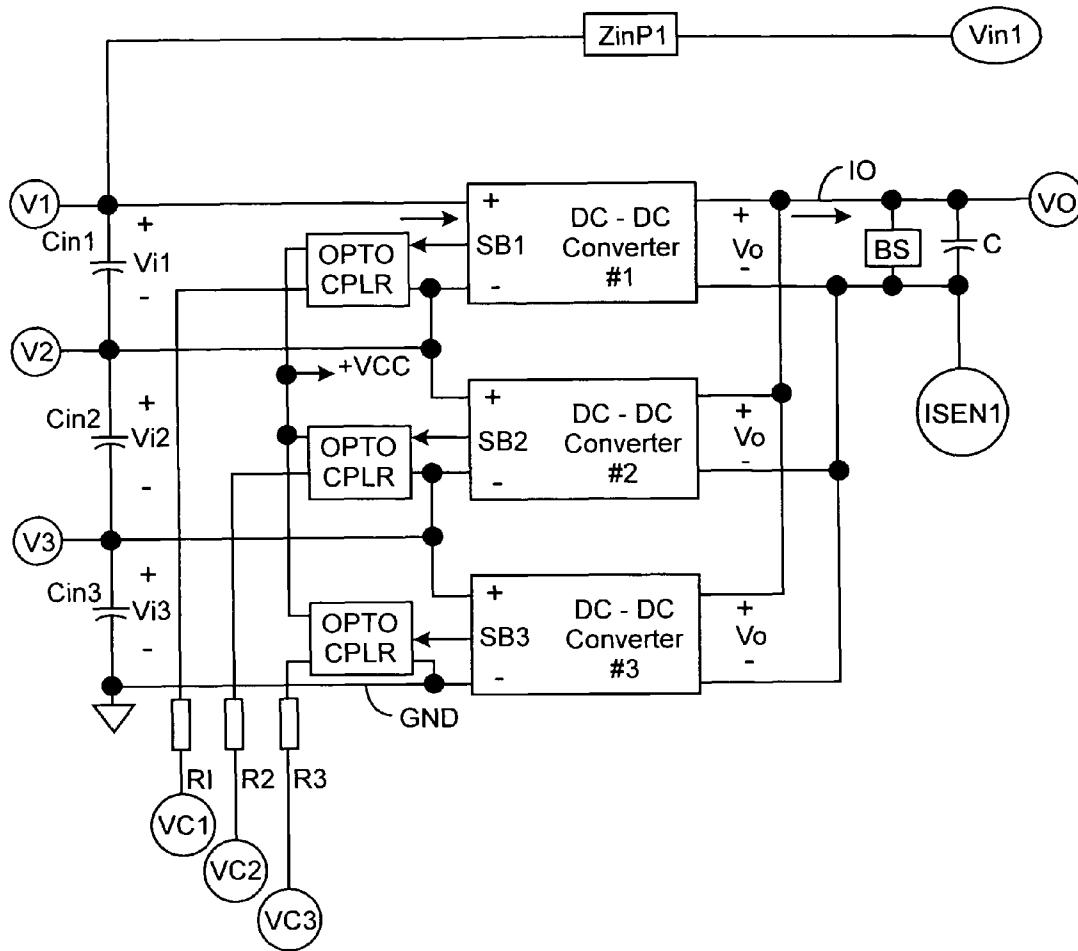 ZinP1
Vin1
V1
Cin1
+
Vi1
-
OPTO
CPLR
+
SB1
-
DC - DC
Converter
#1
+
Vo
-
IO
BS
C
VO
V2
+VCC
Cin2
+
Vi2
-
OPTO
CPLR
+
SB2
-
DC - DC
Converter
#2
+
Vo
-
ISEN1
V3
Cin3
+
Vi3
-
OPTO
CPLR
+
SB3
-
DC - DC
Converter
#3
+
Vo
-
GND
RI
R2
R3
VC1
VC2
VC3